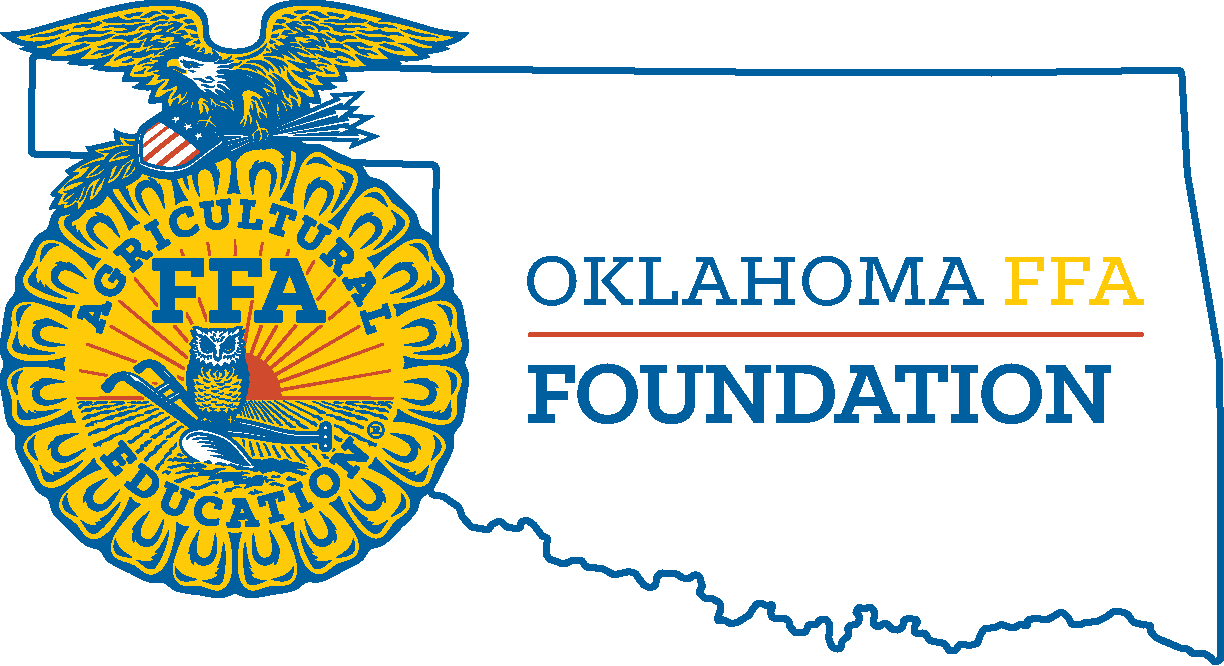 AGRICULTURAL
FFA
EDUCATION
®
OKLAHOMA FFA
FOUNDATION